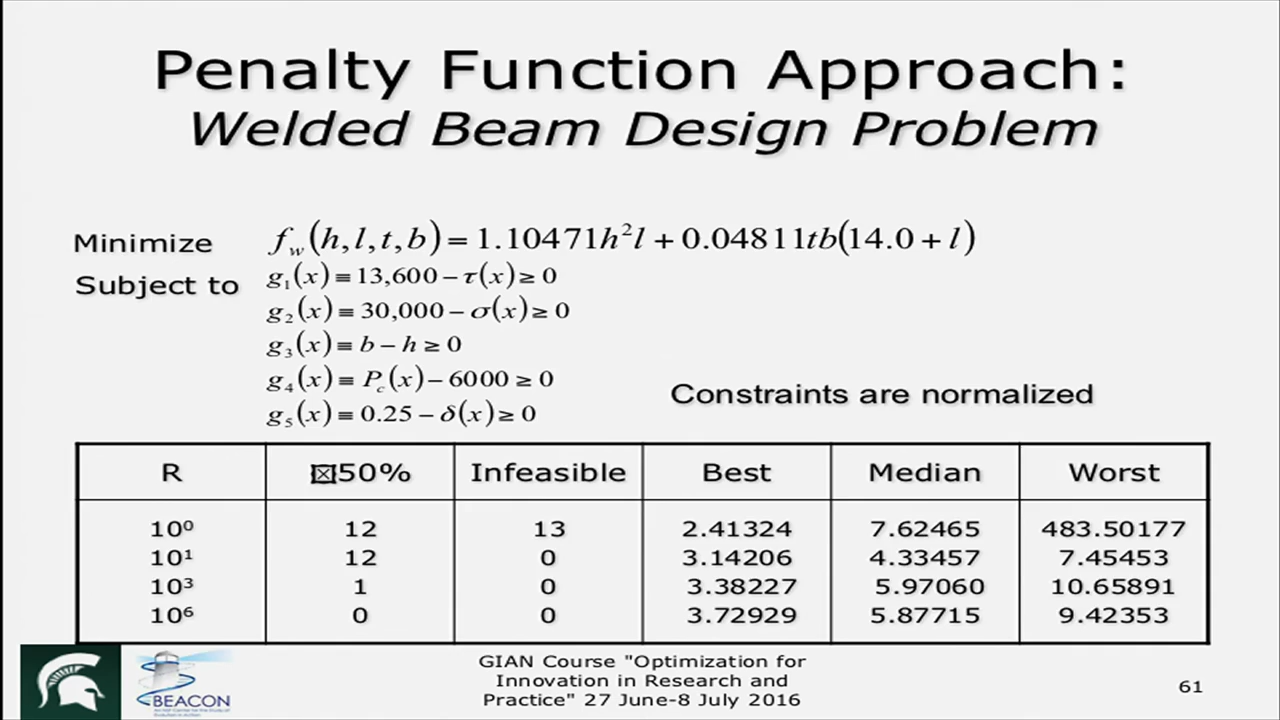 Penalty Function Approach:
Welded Beam Design Problem
Minimize f_w(h,l,t,b) = 1.10471h²l + 0.04811tb(14.0 + l)
Subject to g₁(x) ≡ 13,600 − τ(x) ≥ 0
g₂(x) ≡ 30,000 − σ(x) ≥ 0
g₃(x) ≡ b − h ≥ 0
g₄(x) ≡ P_c(x) − 6000 ≥ 0
g₅(x) ≡ 0.25 − δ(x) ≥ 0
Constraints are normalized
R 50% Infeasible Best Median Worst
10⁰ 12 13 2.41324 7.62465 483.50177
10¹ 12 0 3.14206 4.33457 7.45453
10³ 1 0 3.38227 5.97060 10.65891
10⁶ 0 0 3.72929 5.87715 9.42353
BEACON
GIAN Course "Optimization for
Innovation in Research and
Practice" 27 June-8 July 2016
61